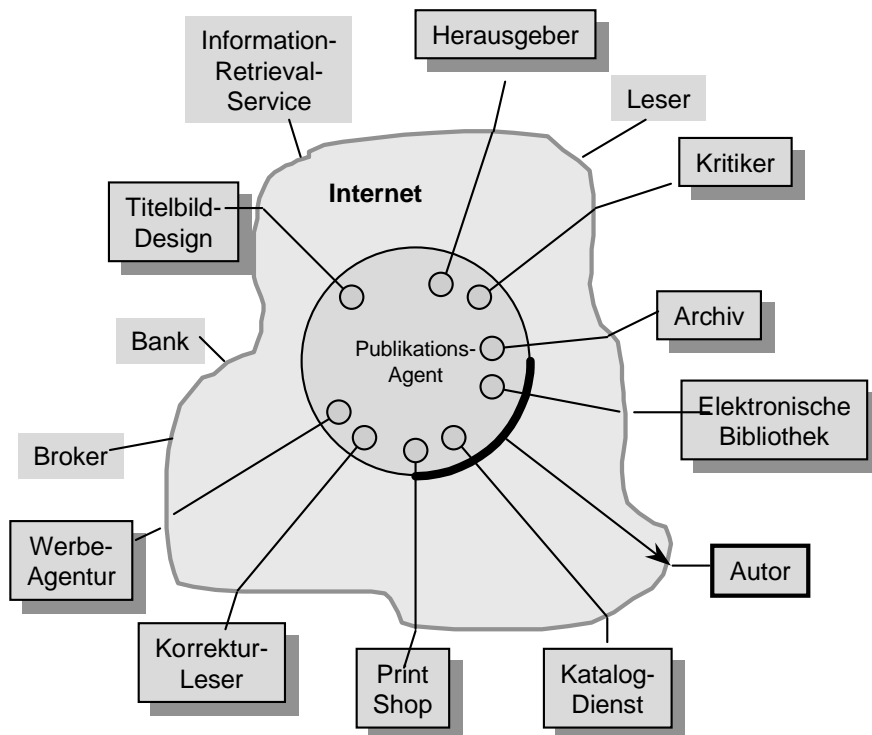 Information-
Retrieval-
Service
Herausgeber
Leser
Kritiker
Internet
Titelbild-
Design
Archiv
Bank
Publikations-
Agent
Elektronische
Bibliothek
Broker
Werbe-
Agentur
Autor
Korrektur-
Leser
Print
Shop
Katalog-
Dienst